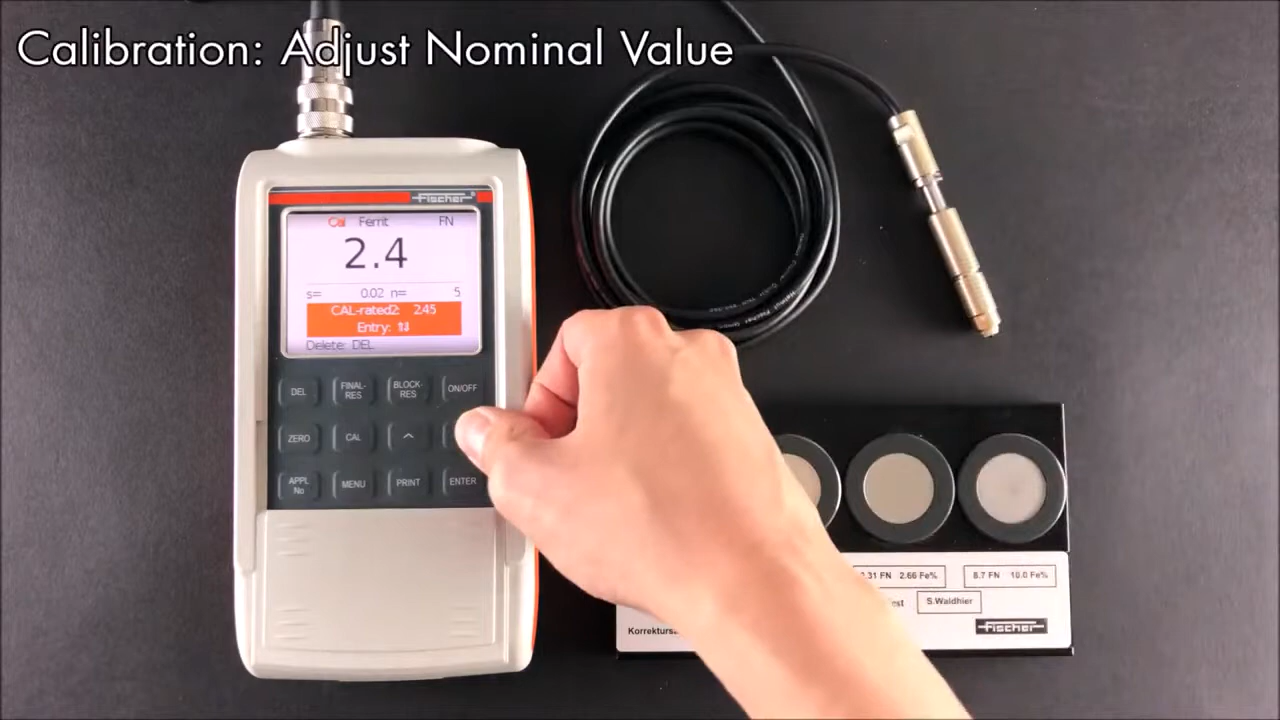 Calibration: Adjust Nominal Value
Fischer
Cal Ferrit FN
2.4
s= 0.02 n= 5
CAL-rated2: 2.45
Entry:
Delete: DEL
DEL FINAL-RES BLOCK-RES ON/OFF
ZERO CAL
APPL No MENU PRINT ENTER
.31 FN 2.66 Fe% 8.7 FN 10.0 Fe%
S.Waldhier
Fischer